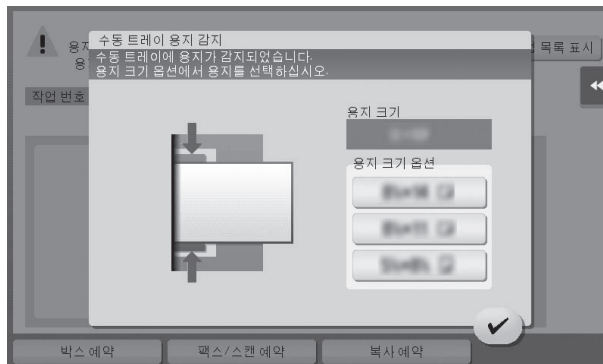 수동 트레이 용지 감지
수동 트레이에 용지가 감지되었습니다.
용지 크기 옵션에서 용지를 선택하십시오.
용지
용
목록 표시
작업 번호
용지 크기
용지 크기 옵션
박스 예약
팩스/스캔 예약
복사 예약